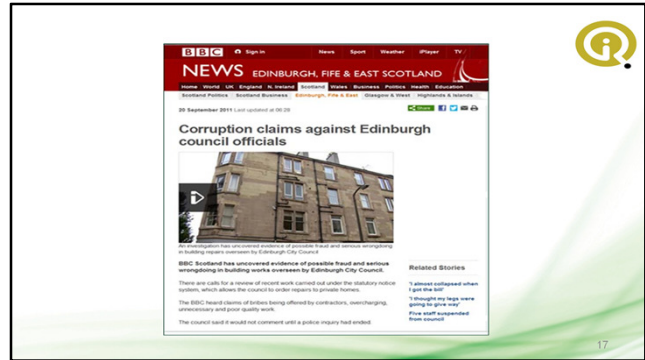 BBC Sign in News Sport Weather iPlayer TV
NEWS EDINBURGH, FIFE & EAST SCOTLAND
Home World UK England N. Ireland Scotland Wales Business Politics Health Education
Scotland Politics Scotland Business Edinburgh, Fife & East Glasgow & West Highlands & Islands
20 September 2011 Last updated at 06:28
Share
Corruption claims against Edinburgh
council officials
An investigation has uncovered evidence of possible fraud and serious wrongdoing
in building repairs overseen by Edinburgh City Council
BBC Scotland has uncovered evidence of possible fraud and serious
wrongdoing in building works overseen by Edinburgh City Council.
There are calls for a review of recent work carried out under the statutory notice
system, which allows the council to order repairs to private homes.
The BBC heard claims of bribes being offered by contractors, overcharging,
unnecessary and poor quality work.
The council said it would not comment until a police inquiry had ended.
Related Stories
'I almost collapsed when
I got the bill'
'I thought my legs were
going to give way'
Five staff suspended
from council
17